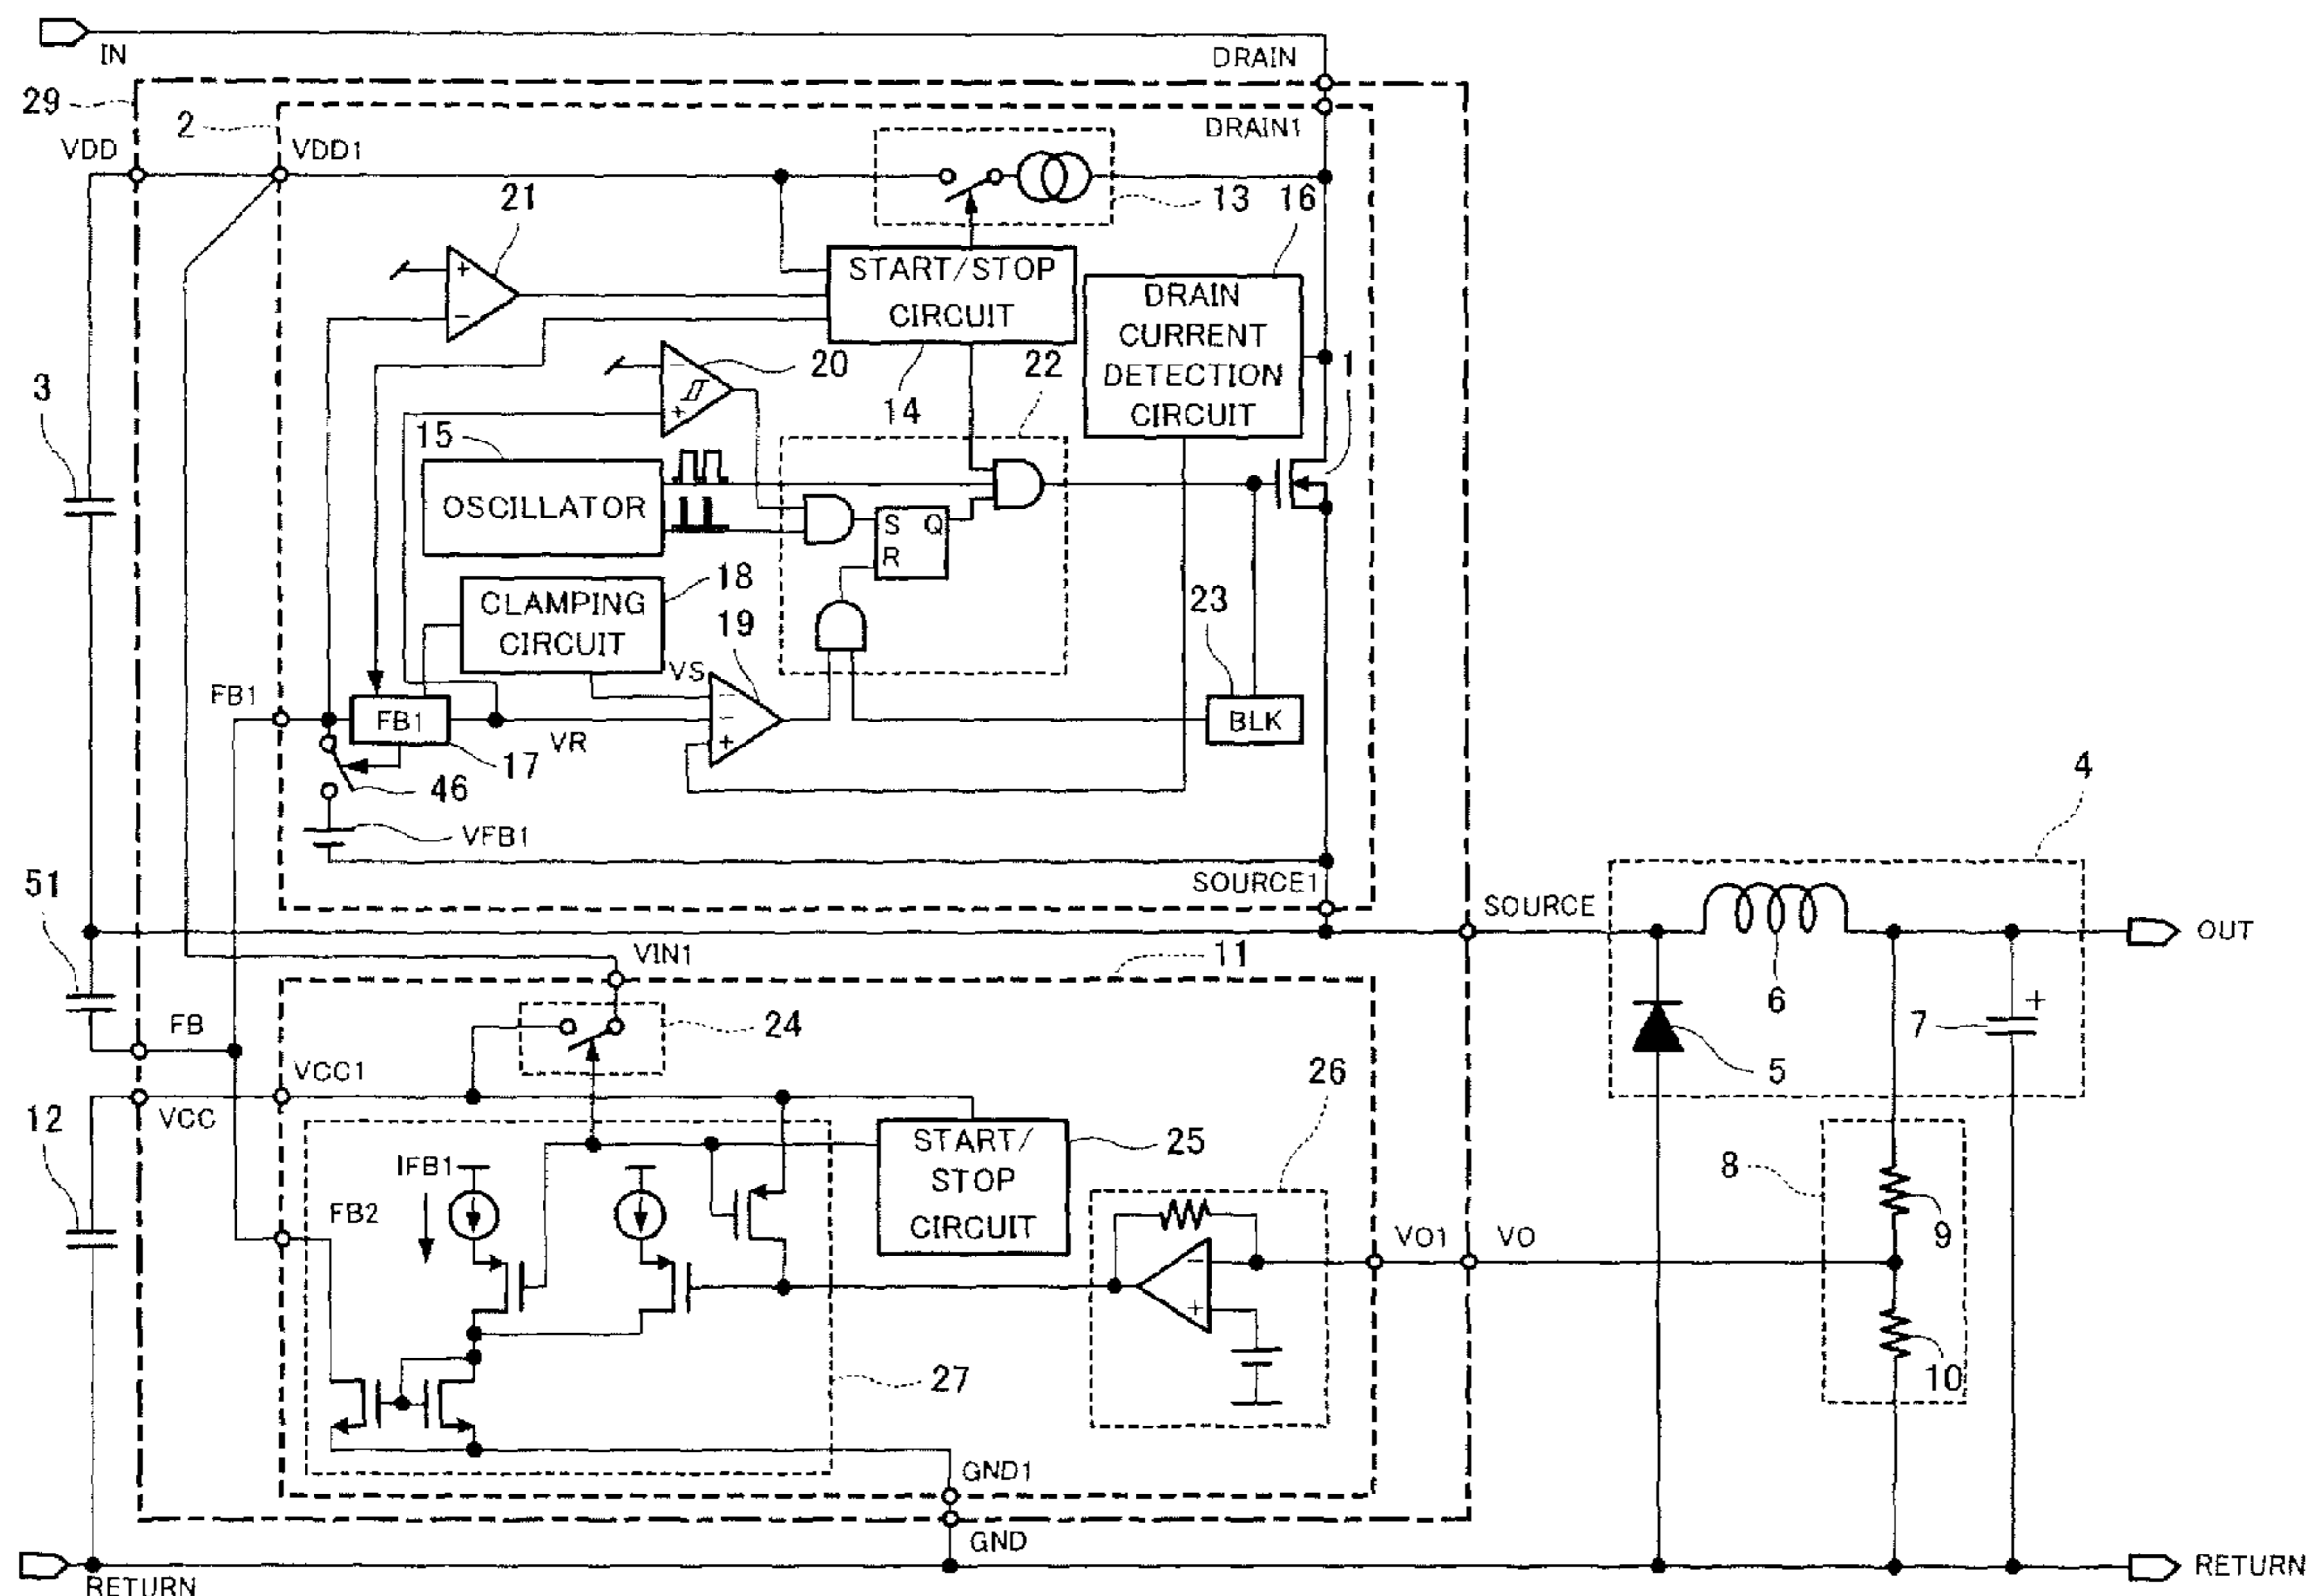 IN
DRAIN
29
2
DRAIN1
VDD
VDD1
21
13
16
START/STOP
CIRCUIT
DRAIN
CURRENT
DETECTION
CIRCUIT
1
+
−
3
20
22
−
+
14
15
OSCILLATOR
S
Q
R
18
CLAMPING
CIRCUIT
19
23
VS
FB1
FB1
−
−
+
BLK
VR
17
46
VFB1
4
51
SOURCE1
SOURCE
OUT
VIN1
11
6
+
FB
24
7
VCC1
5
26
12
VCC
START/
STOP
CIRCUIT
25
IFB1
8
FB2
9
VO1
VO
−
+
27
10
GND1
GND
RETURN
RETURN